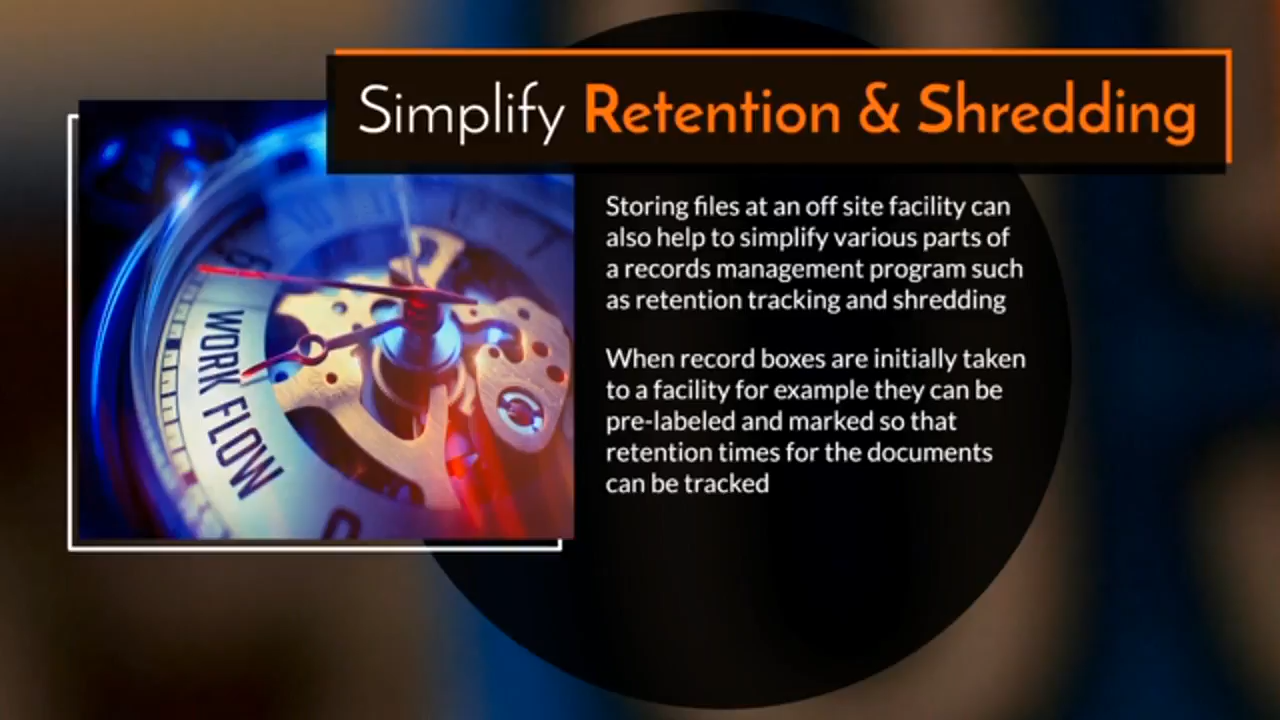 Simplify Retention & Shredding
Storing files at an off site facility can
also help to simplify various parts of
a records management program such
as retention tracking and shredding
When record boxes are initially taken
to a facility for example they can be
pre-labeled and marked so that
retention times for the documents
can be tracked
WORK FLOW